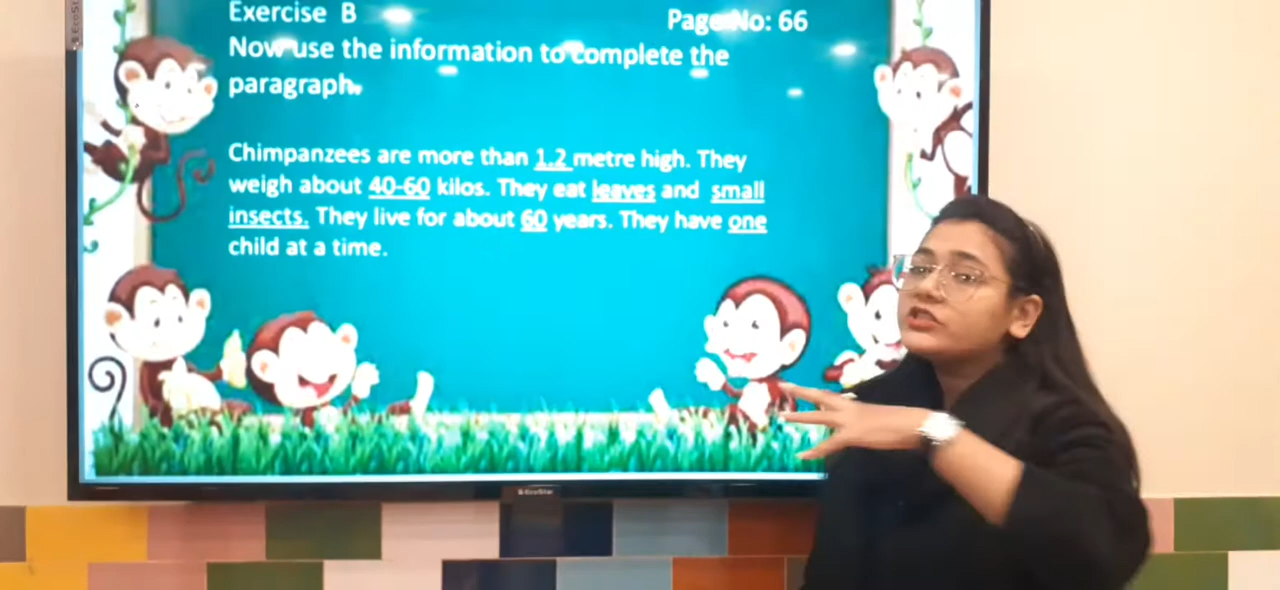 Exercise B
Page No: 66
Now use the information to complete the
paragraph.
Chimpanzees are more than 1.2 metre high. They
weigh about 40-60 kilos. They eat leaves and small
insects. They live for about 60 years. They have one
child at a time.
EcoStar
EcoStar